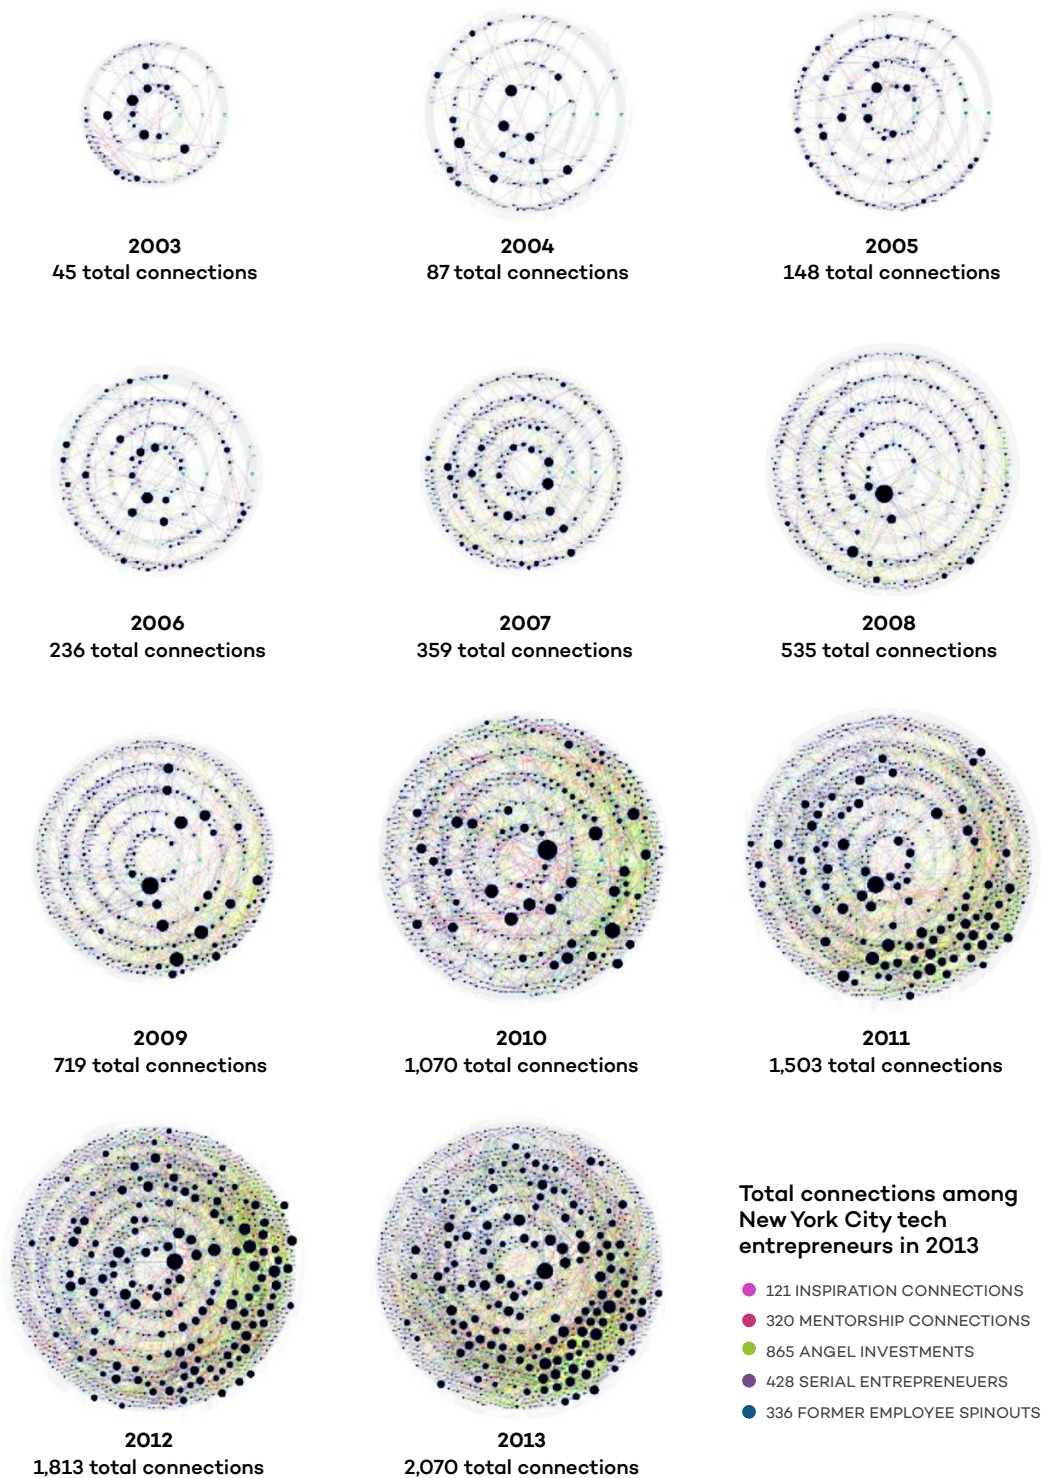 2003
45 total connections
2004
87 total connections
2005
148 total connections
2006
236 total connections
2007
359 total connections
2008
535 total connections
2009
719 total connections
2010
1,070 total connections
2011
1,503 total connections
2012
1,813 total connections
2013
2,070 total connections
Total connections among
New York City tech
entrepreneurs in 2013
121 INSPIRATION CONNECTIONS
320 MENTORSHIP CONNECTIONS
865 ANGEL INVESTMENTS
428 SERIAL ENTREPRENEUERS
336 FORMER EMPLOYEE SPINOUTS